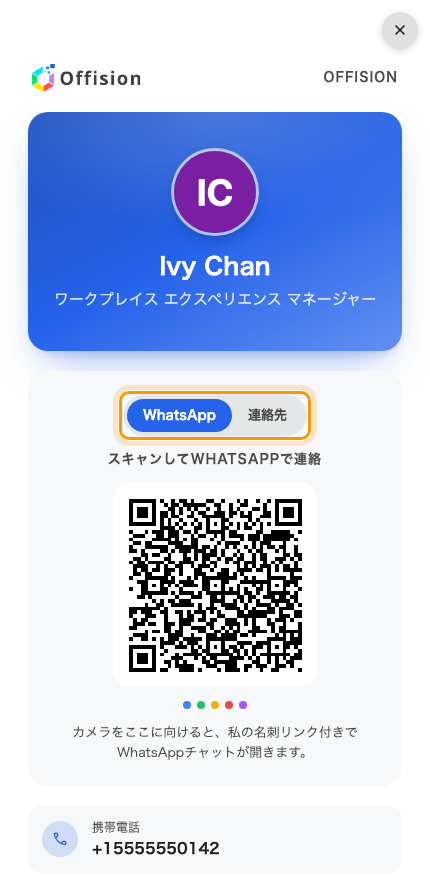 Offision
OFFISION
IC
Ivy Chan
ワークプレイス エクスペリエンス マネージャー
WhatsApp
連絡先
スキャンしてWHATSAPPで連絡
カメラをここに向けると、私の名刺リンク付きで
WhatsAppチャットが開きます。
携帯電話
+15555550142